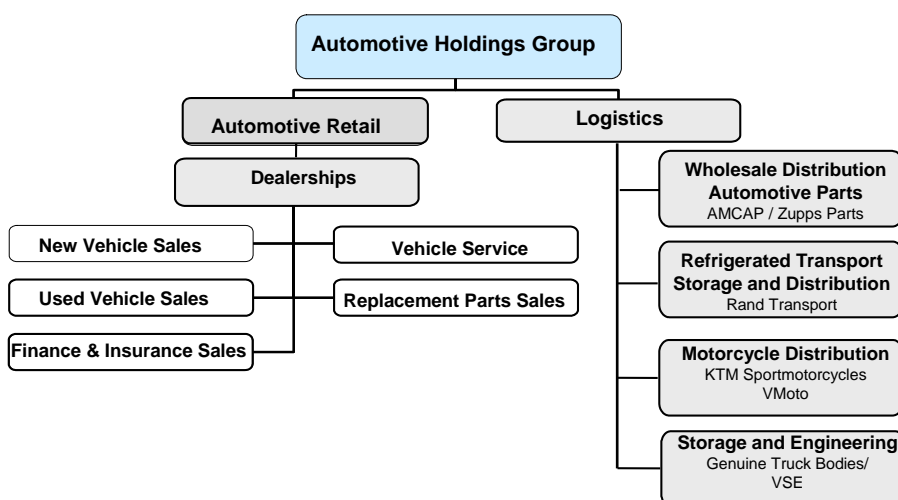 Automotive Holdings Group
Automotive Retail
Logistics
Dealerships
New Vehicle Sales
Vehicle Service
Used Vehicle Sales
Replacement Parts Sales
Finance & Insurance Sales
Wholesale Distribution
Automotive Parts
AMCAP / Zupps Parts
Refrigerated Transport
Storage and Distribution
Rand Transport
Motorcycle Distribution
KTM Sportmotorcycles
VMoto
Storage and Engineering
Genuine Truck Bodies/
VSE